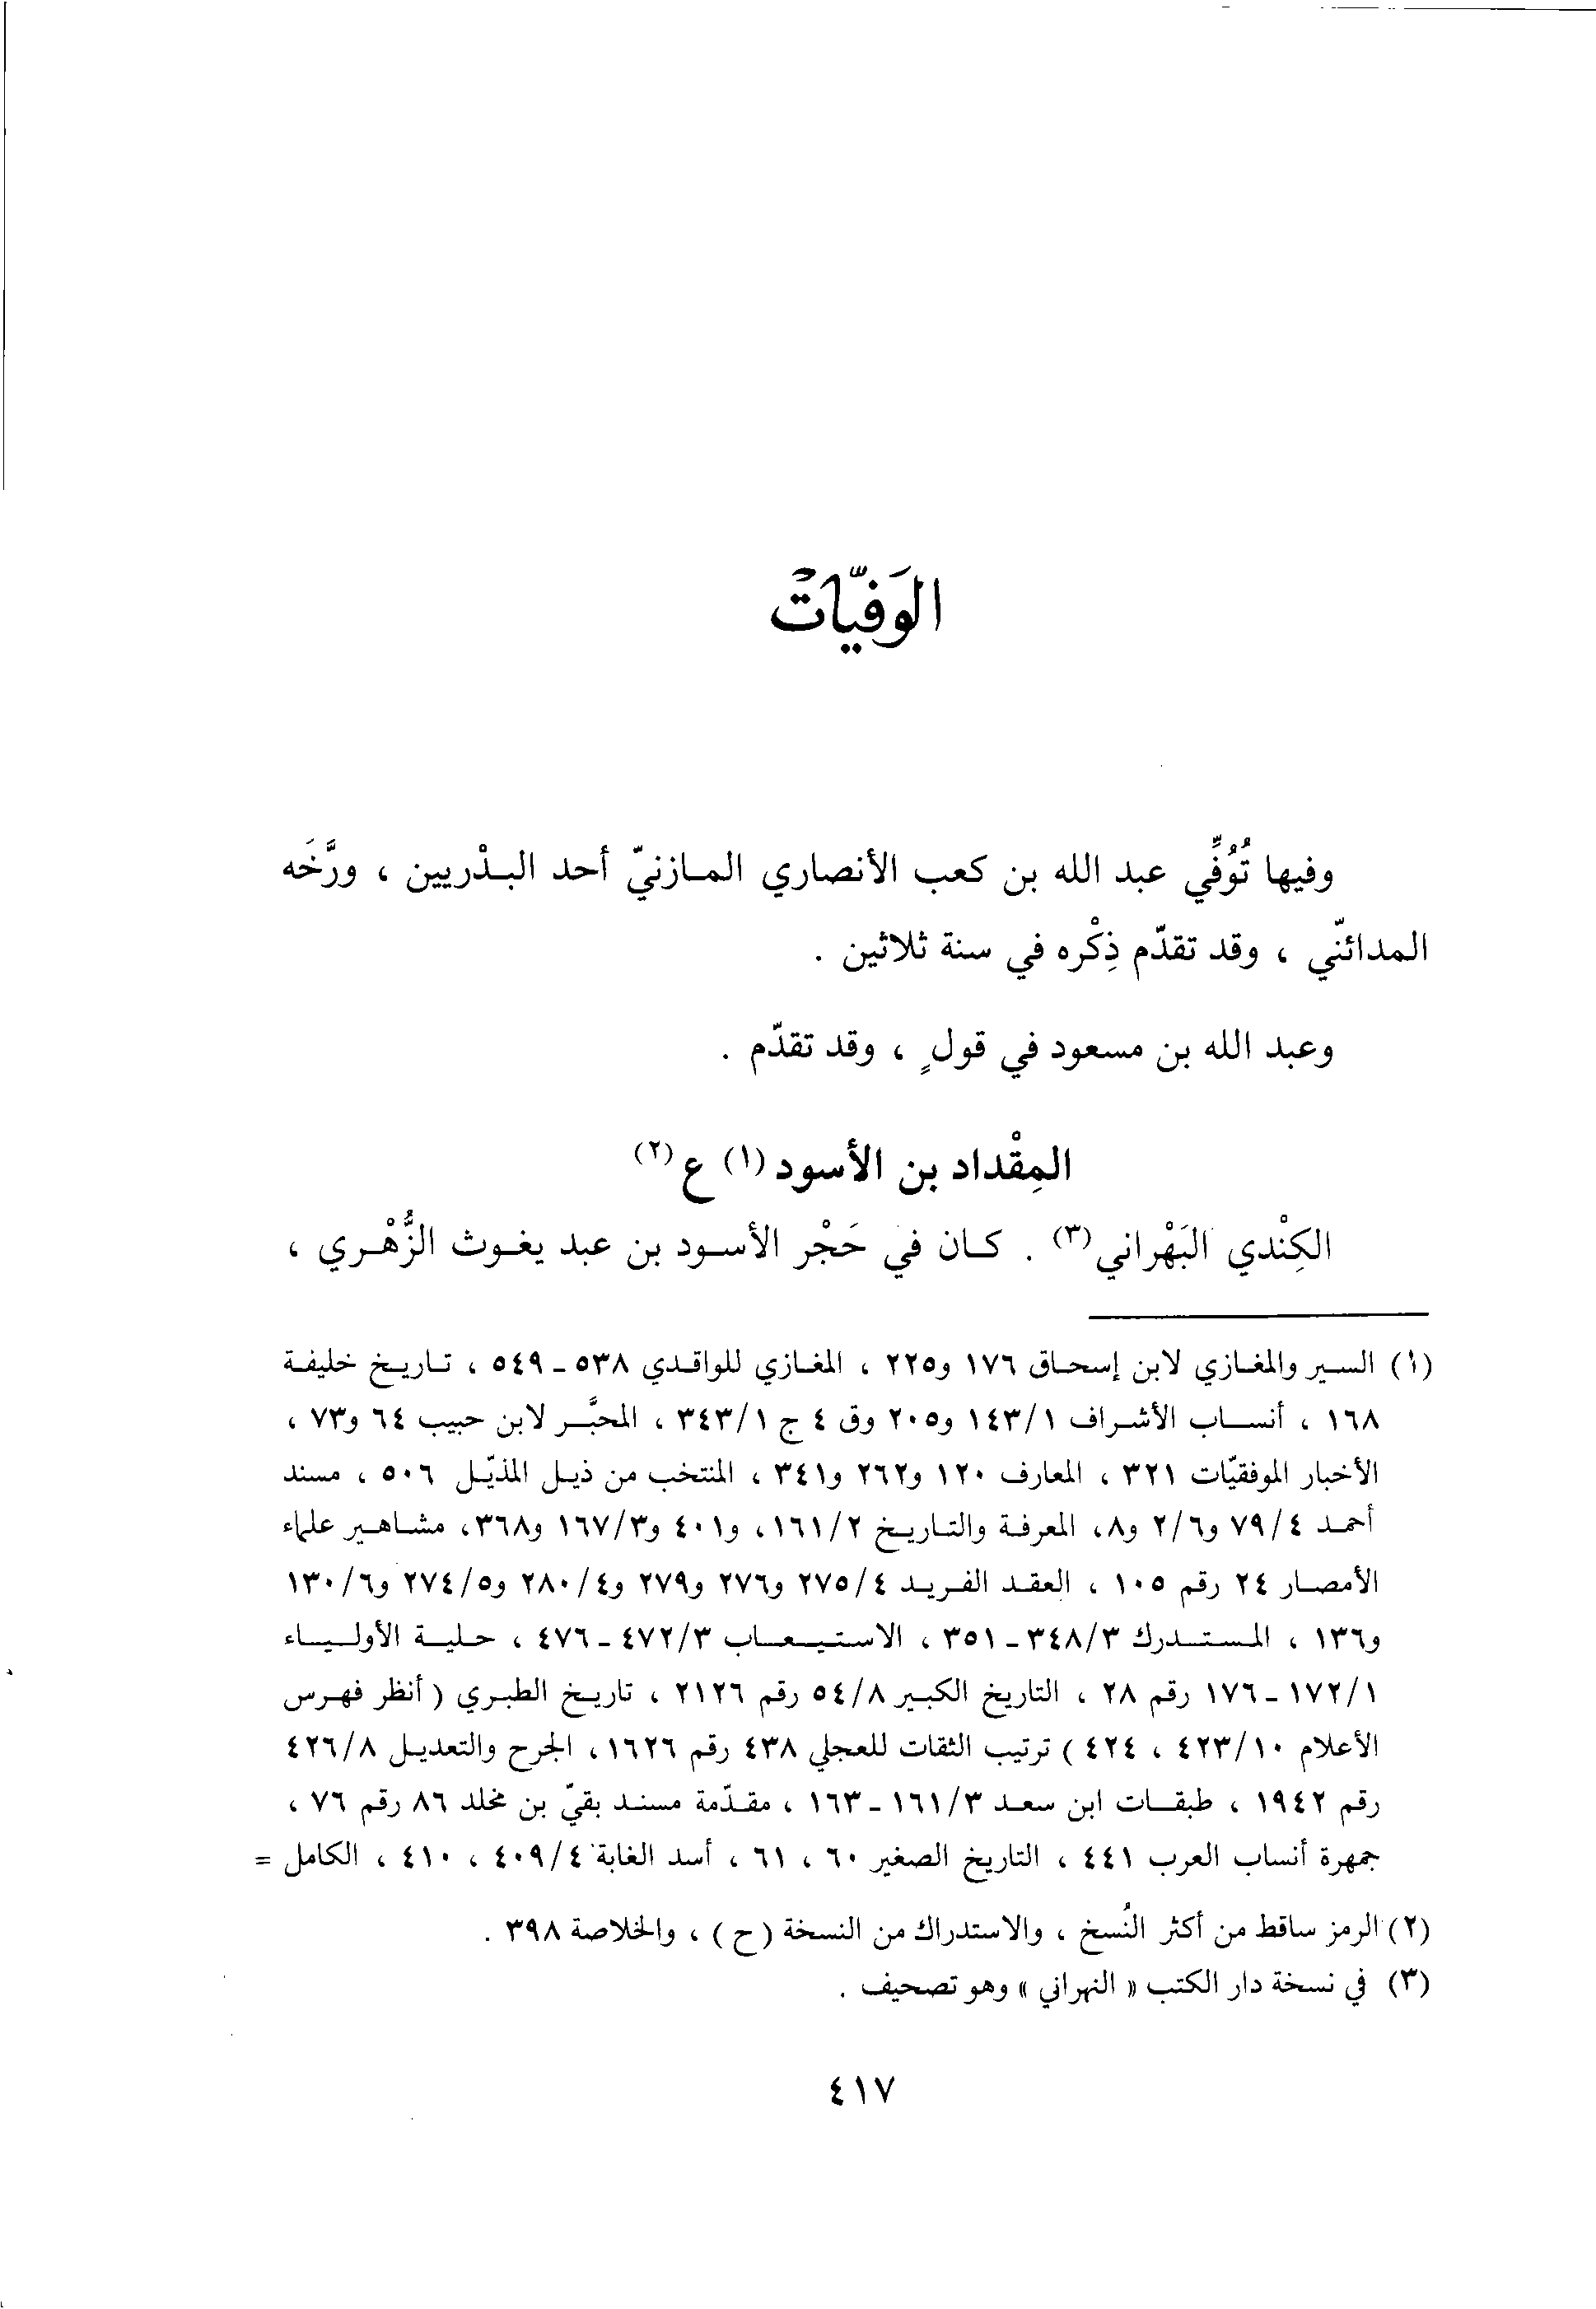 الوَفيّات
وفيها تُوُفِّي عبد الله بن كعب الأنصاري المازنيّ أحد البدْريين ، ورَّخَه
المدائنّي ، وقد تقدّم ذِكْره في سنة ثلاثين .
وعبد الله بن مسعود في قولٍ ، وقد تقدّم .
المِقْداد بن الأسود (١) ع (٢)
الكِنْدي البَهْراني (٣) . كان في حَجْر الأسود بن عبد يغوث الزُّهْري ،
(١) السير والمغازي لابن إسحاق ١٧٦ و٢٢٥ ، المغازي للواقدي ٥٣٨ - ٥٤٩ ، تاريخ خليفة
١٦٨ ، أنساب الأشراف ١/١٤٣ و٢٠٥ وق ٤ ج ١/٣٤٣ ، المحبَّر لابن حبيب ٦٤ و٧٣ ،
الأخبار الموفقيّات ٣٢١ ، المعارف ١٢٠ و٢٦٢ و٣٤١ ، المنتخب من ذيل المذيّل ٥٠٦ ، مسند
أحمد ٤/٧٩ و٦/٢ و٨، المعرفة والتاريخ ٢/١٦١، و٤٠١ و٣/١٦٧ و٣٦٨، مشاهير علماء
الأمصار ٢٤ رقم ١٠٥ ، العقد الفريد ٤/٢٧٥ و٢٧٦ و٢٧٩ و٤/٢٨٠ و٥/٢٧٤ و٦/١٣٠
و١٣٦ ، المستدرك ٣/٣٤٨ - ٣٥١ ، الاستيعاب ٣/٤٧٢ - ٤٧٦ ، حلية الأولياء
١/١٧٢ - ١٧٦ رقم ٢٨ ، التاريخ الكبير ٨/٥٤ رقم ٢١٢٦ ، تاريخ الطبري ( أنظر فهرس
الأعلام ١٠/٤٢٣ ، ٤٢٤ ) ترتيب الثقات للعجلي ٤٣٨ رقم ١٦٢٦، الجرح والتعديل ٨/٤٢٦
رقم ١٩٤٢ ، طبقات ابن سعد ٣/١٦١ - ١٦٣ ، مقدّمة مسند بقيّ بن مخلد ٨٦ رقم ٧٦ ،
جمهرة أنساب العرب ٤٤١ ، التاريخ الصغير ٦٠ ، ٦١ ، أسد الغابة ٤/٤٠٩ ، ٤١٠ ، الكامل =
(٢) الرمز ساقط من أكثر النُسخ ، والاستدراك من النسخة (ح) ، والخلاصة ٣٩٨ .
(٣) في نسخة دار الكتب « النهراني » وهو تصحيف .
٤١٧